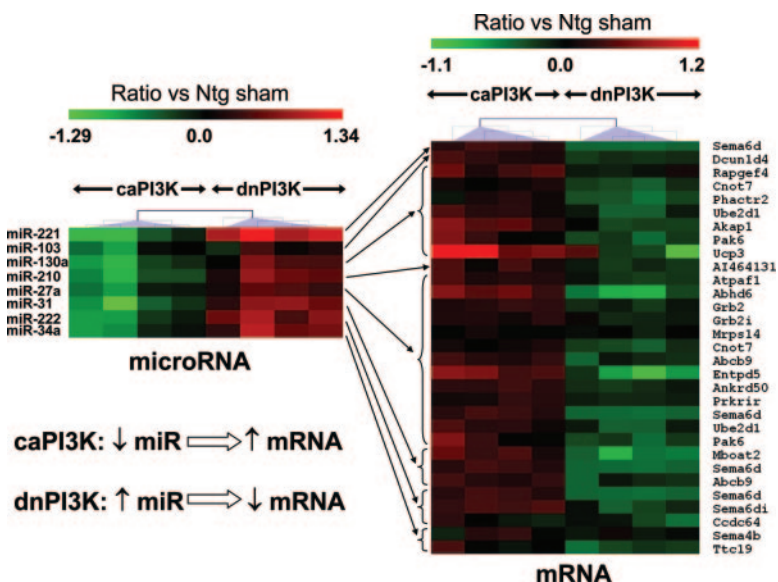 Ratio vs Ntg sham
-1.29 0.0 1.34
caPI3K dnPI3K
miR-221
miR-103
miR-130a
miR-210
miR-27a
miR-31
miR-222
miR-34a
microRNA
caPI3K: ↓ miR ⇒ ↑ mRNA
dnPI3K: ↑ miR ⇒ ↓ mRNA
Ratio vs Ntg sham
-1.1 0.0 1.2
caPI3K dnPI3K
Sema6d
Dcun1d4
Rapgef4
Cnot7
Phactr2
Ube2d1
Akap1
Pak6
Ucp3
AI464131
Atpaf1
Abhd6
Grb2
Grb2i
Mrps14
Cnot7
Abcb9
Entpd5
Ankrd50
Prkrir
Sema6d
Ube2d1
Pak6
Mboat2
Sema6d
Abcb9
Sema6d
Sema6di
Ccdc64
Sema4b
Ttc19
mRNA